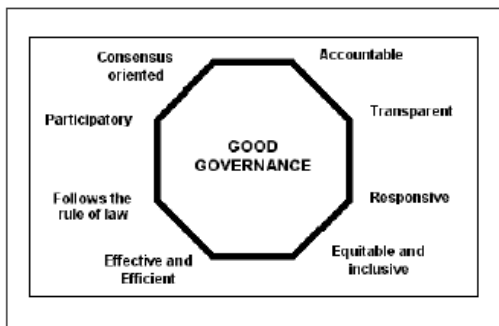 Consensus
oriented
Accountable
Participatory
Transparent
GOOD
GOVERNANCE
Follows the
rule of law
Responsive
Effective and
Efficient
Equitable and
inclusive